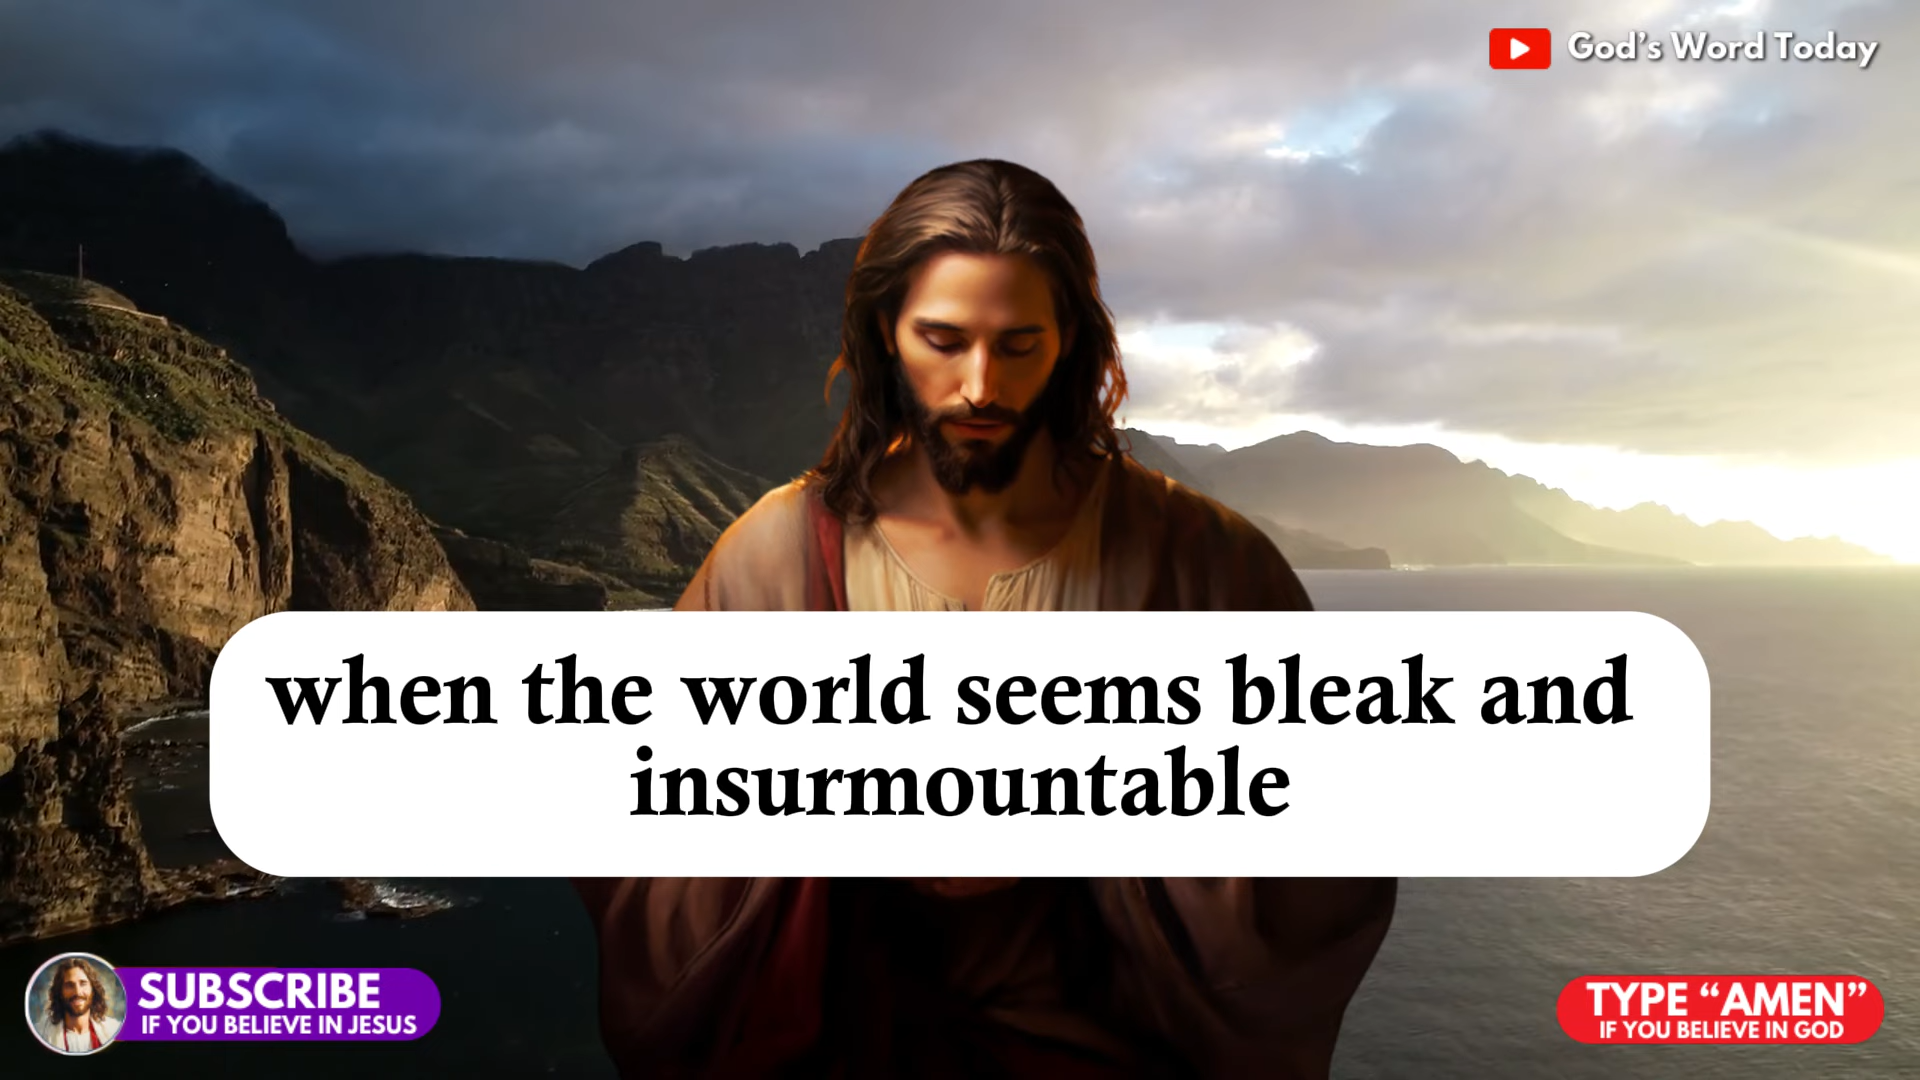 God's Word Today
when the world seems bleak and
insurmountable
SUBSCRIBE
IF YOU BELIEVE IN JESUS
TYPE “AMEN”
IF YOU BELIEVE IN GOD